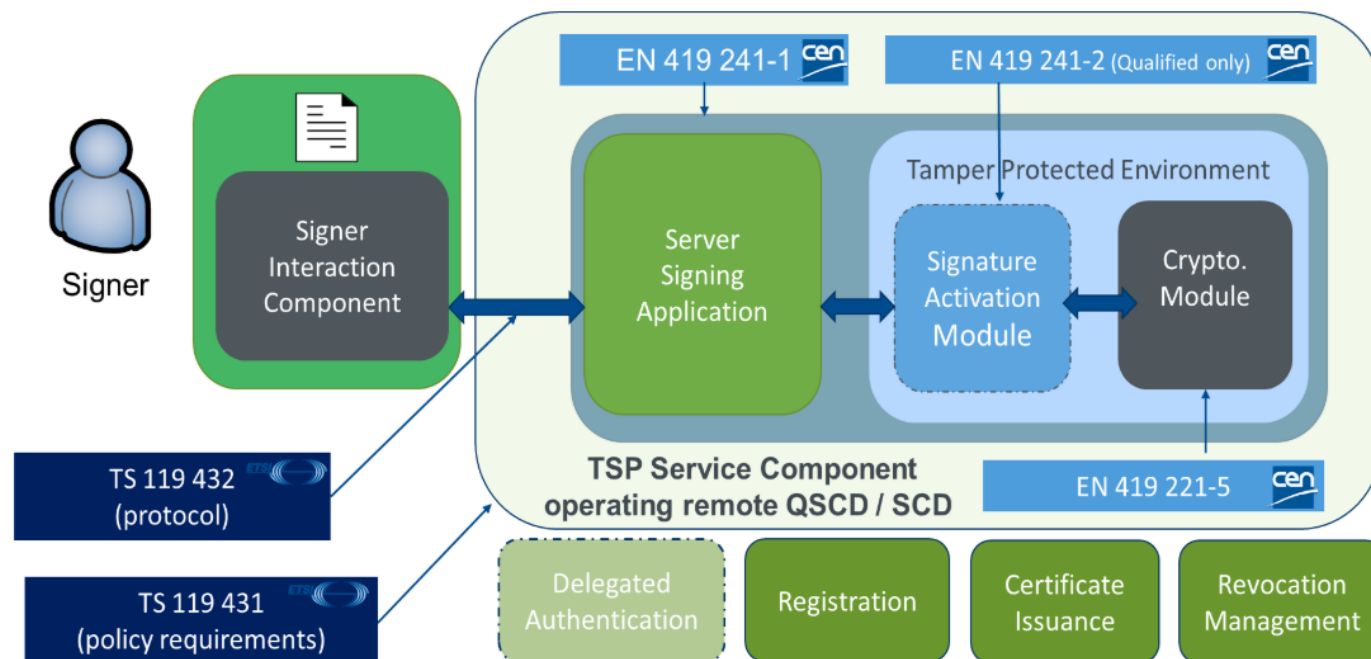 EN 419 241-1 cen
EN 419 241-2 (Qualified only) cen
Signer
Signer
Interaction
Component
Server
Signing
Application
Tamper Protected Environment
Signature
Activation
Module
Crypto.
Module
TS 119 432
(protocol)
ETSI
TSP Service Component
operating remote QSCD / SCD
EN 419 221-5 cen
TS 119 431
(policy requirements)
ETSI
Delegated
Authentication
Registration
Certificate
Issuance
Revocation
Management